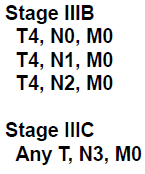 Stage IIIB
T4, N0, M0
T4, N1, M0
T4, N2, M0
Stage IIIC
Any T, N3, M0